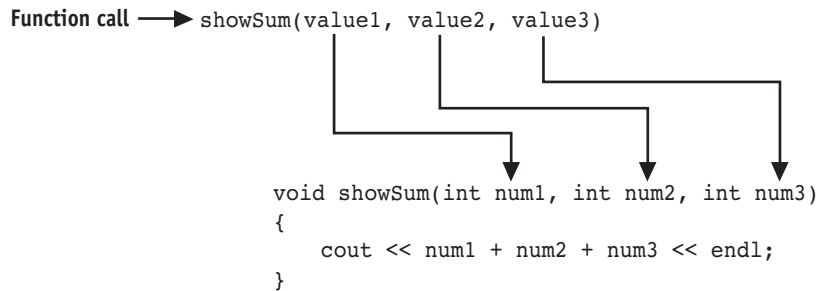 Function call showSum(value1, value2, value3)
void showSum(int num1, int num2, int num3)
{
cout << num1 + num2 + num3 << endl;
}